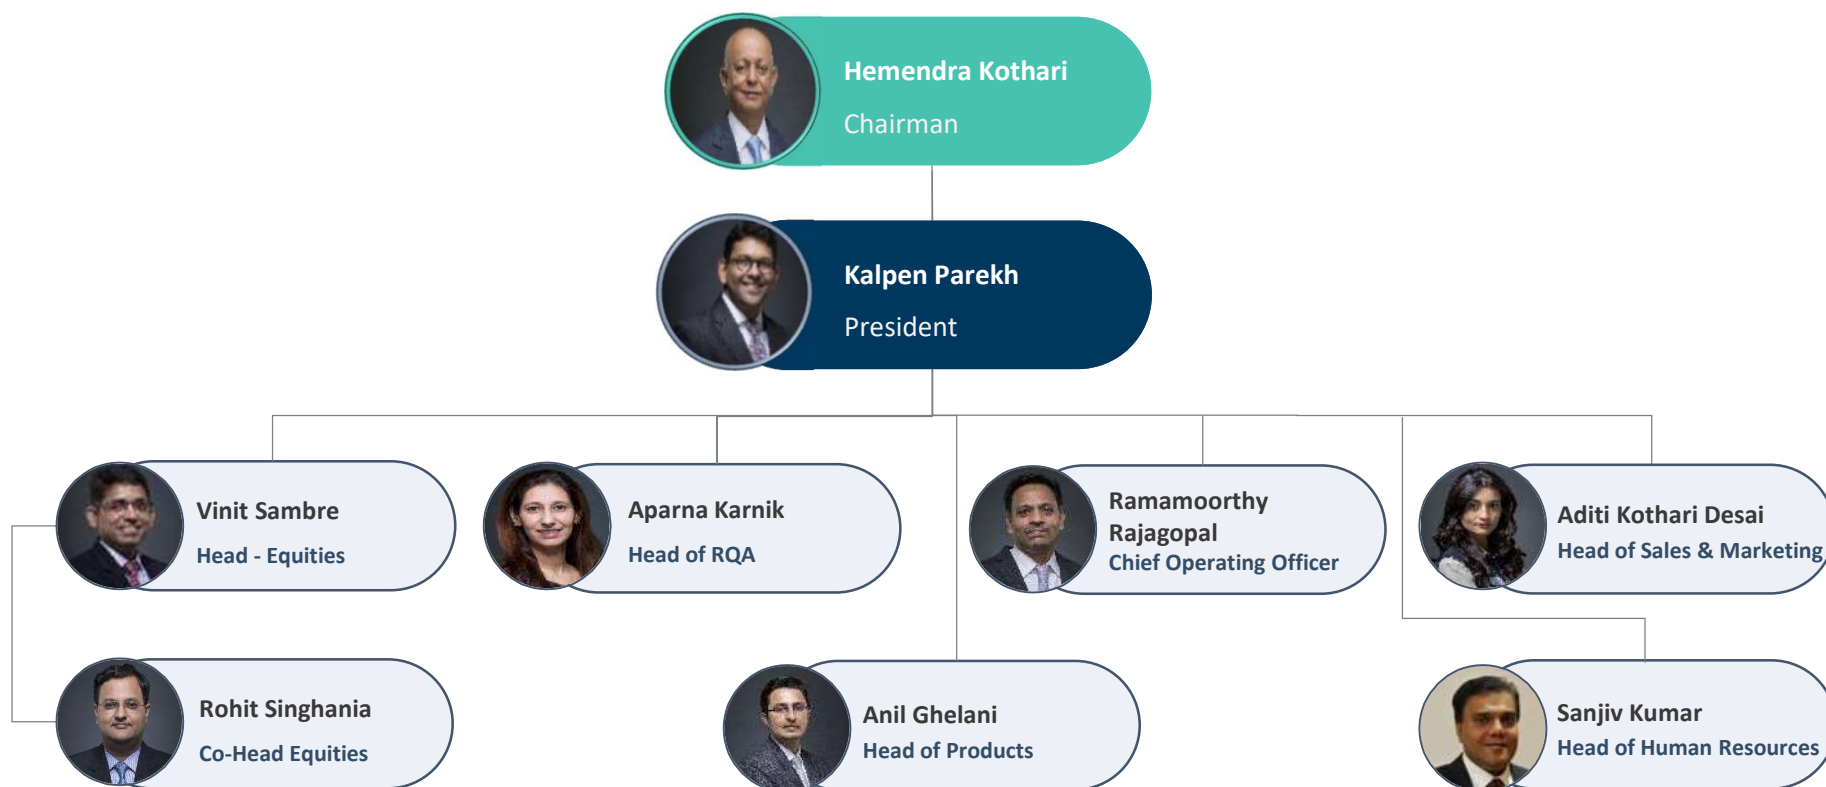 Hemendra Kothari
Chairman
Kalpen Parekh
President
Vinit Sambre
Head - Equities
Aparna Karnik
Head of RQA
Ramamoorthy
Rajagopal
Chief Operating Officer
Aditi Kothari Desai
Head of Sales & Marketing
Rohit Singhania
Co-Head Equities
Anil Ghelani
Head of Products
Sanjiv Kumar
Head of Human Resources